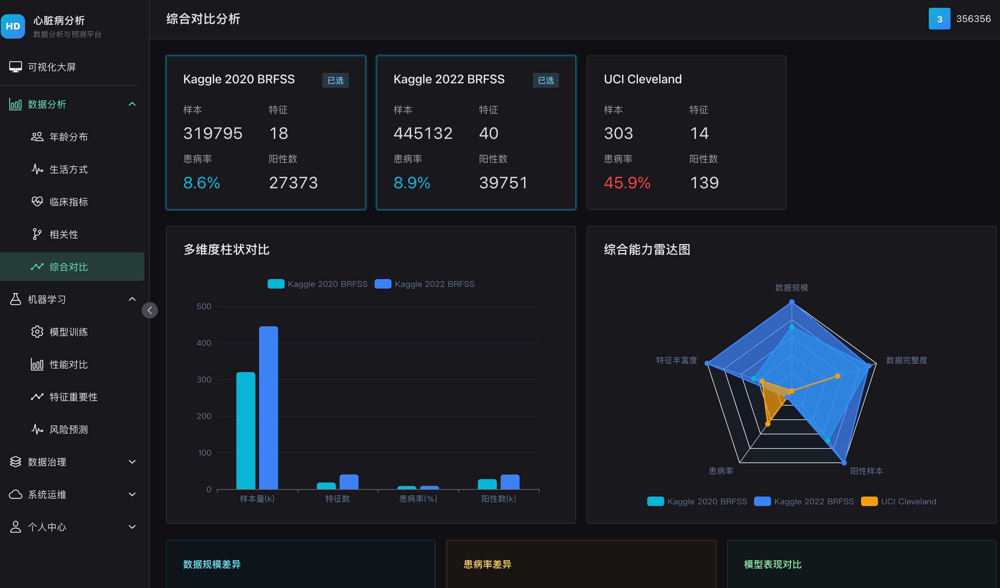 HD
心脏病分析
数据分析与预测平台
可视化大屏
数据分析
年龄分布
生活方式
临床指标
相关性
综合对比
机器学习
模型训练
性能对比
特征重要性
风险预测
数据治理
系统运维
个人中心
综合对比分析
3 356356
Kaggle 2020 BRFSS 已选
样本 特征
319795 18
患病率 阳性数
8.6% 27373
Kaggle 2022 BRFSS 已选
样本 特征
445132 40
患病率 阳性数
8.9% 39751
UCI Cleveland
样本 特征
303 14
患病率 阳性数
45.9% 139
多维度柱状对比
Kaggle 2020 BRFSS Kaggle 2022 BRFSS
500
400
300
200
100
0
样本量(k) 特征数 患病率(%) 阳性数(k)
综合能力雷达图
数据规模
特征丰富度 数据完整度
患病率 阳性样本
Kaggle 2020 BRFSS Kaggle 2022 BRFSS UCI Cleveland
数据规模差异
患病率差异
模型表现对比